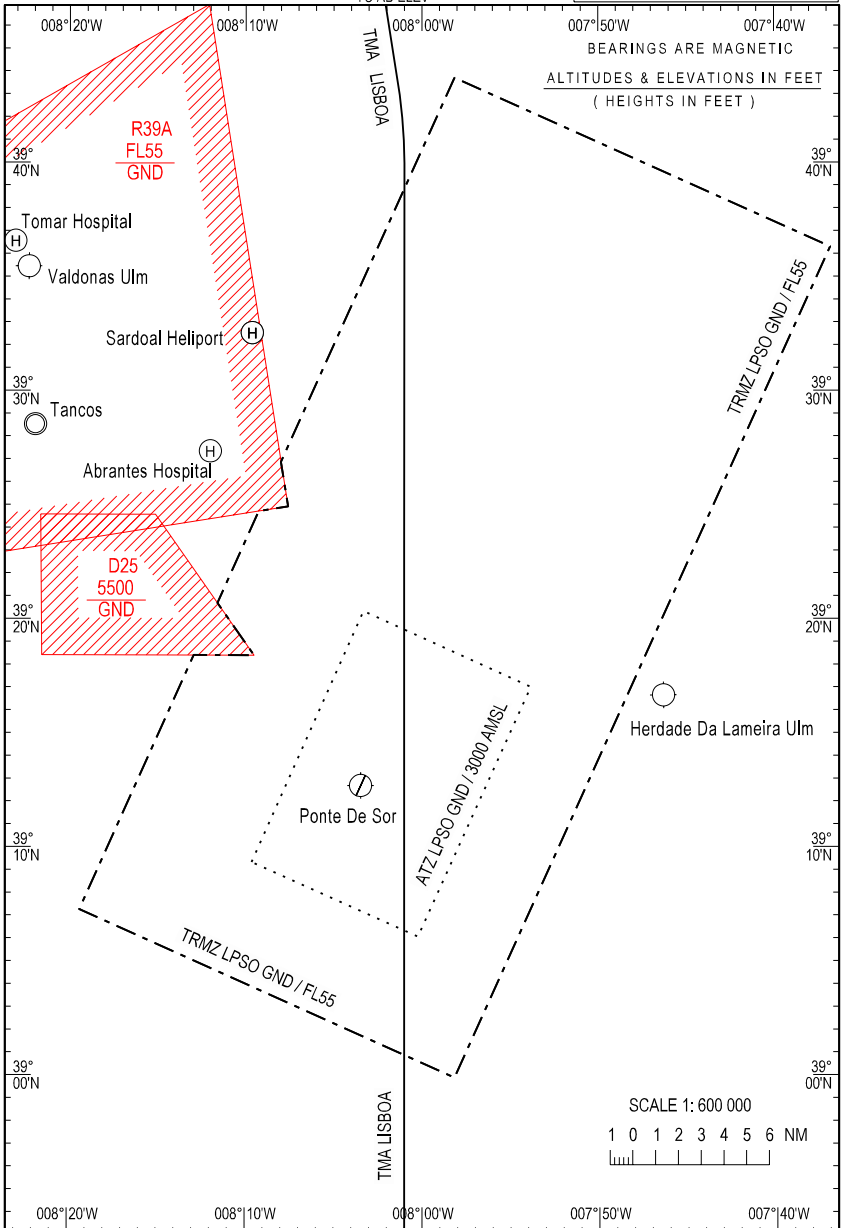 008°20'W
008°10'W
008°00'W
007°50'W
007°40'W
BEARINGS ARE MAGNETIC
ALTITUDES & ELEVATIONS IN FEET
( HEIGHTS IN FEET )
TMA LISBOA
R39A
FL55
GND
39°
40'N
39°
40'N
H
Tomar Hospital
Valdonas Ulm
TRMZ LPSO GND / FL55
Sardoal Heliport
H
39°
30'N
39°
30'N
Tancos
H
Abrantes Hospital
D25
5500
GND
39°
20'N
39°
20'N
Herdade Da Lameira Ulm
ATZ LPSO GND / 3000 AMSL
Ponte De Sor
39°
10'N
39°
10'N
TRMZ LPSO GND / FL55
39°
00'N
39°
00'N
TMA LISBOA
SCALE 1: 600 000
1 0 1 2 3 4 5 6 NM
008°20'W
008°10'W
008°00'W
007°50'W
007°40'W